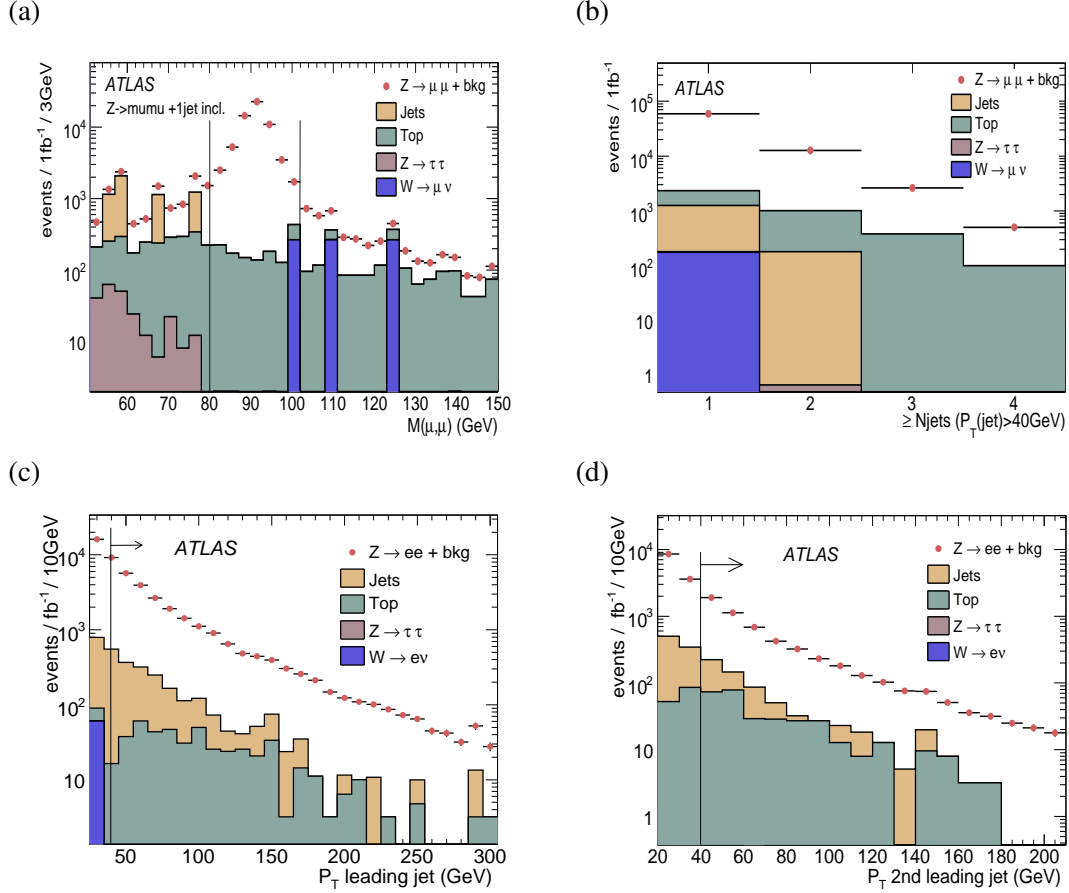 (a)
events / 1fb⁻¹ / 3GeV
ATLAS
Z->mumu +1jet incl.
Z → μ μ + bkg
Jets
Top
Z → τ τ
W → μ ν
10⁴
10³
10²
10
60 70 80 90 100 110 120 130 140 150
M(μ,μ) (GeV)
(b)
events / 1fb⁻¹
ATLAS
Z → μ μ + bkg
Jets
Top
Z → τ τ
W → μ ν
10⁵
10⁴
10³
10²
10
1
1 2 3 4
≥ Njets (P_T(jet)>40GeV)
(c)
events / fb⁻¹ / 10GeV
ATLAS
Z → ee + bkg
Jets
Top
Z → τ τ
W → eν
10⁴
10³
10²
10
50 100 150 200 250 300
P_T leading jet (GeV)
(d)
events / fb⁻¹ / 10GeV
ATLAS
Z → ee + bkg
Jets
Top
Z → τ τ
W → eν
10⁴
10³
10²
10
1
20 40 60 80 100 120 140 160 180 200
P_T 2nd leading jet (GeV)